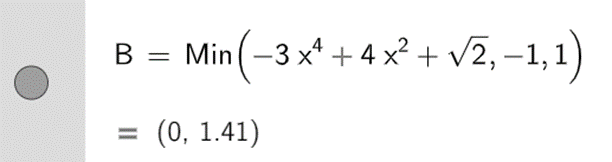 B = Min(−3 x⁴ + 4 x² + √2, −1, 1)
= (0, 1.41)